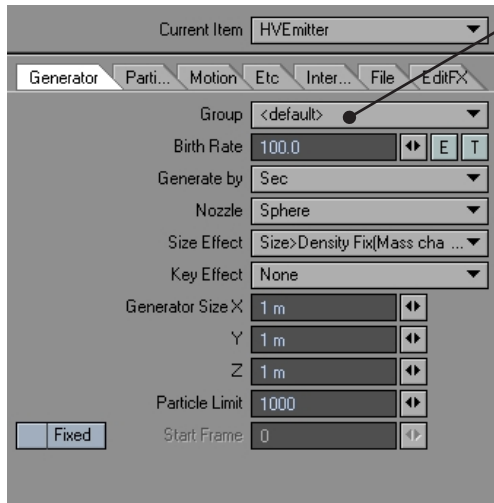 Current Item HVEmitter
Generator Parti... Motion Etc Inter... File EditFX
Group <default>
Birth Rate 100.0 E T
Generate by Sec
Nozzle Sphere
Size Effect Size>Density Fix(Mass cha ...
Key Effect None
Generator Size X 1 m
Y 1 m
Z 1 m
Particle Limit 1000
Fixed Start Frame 0